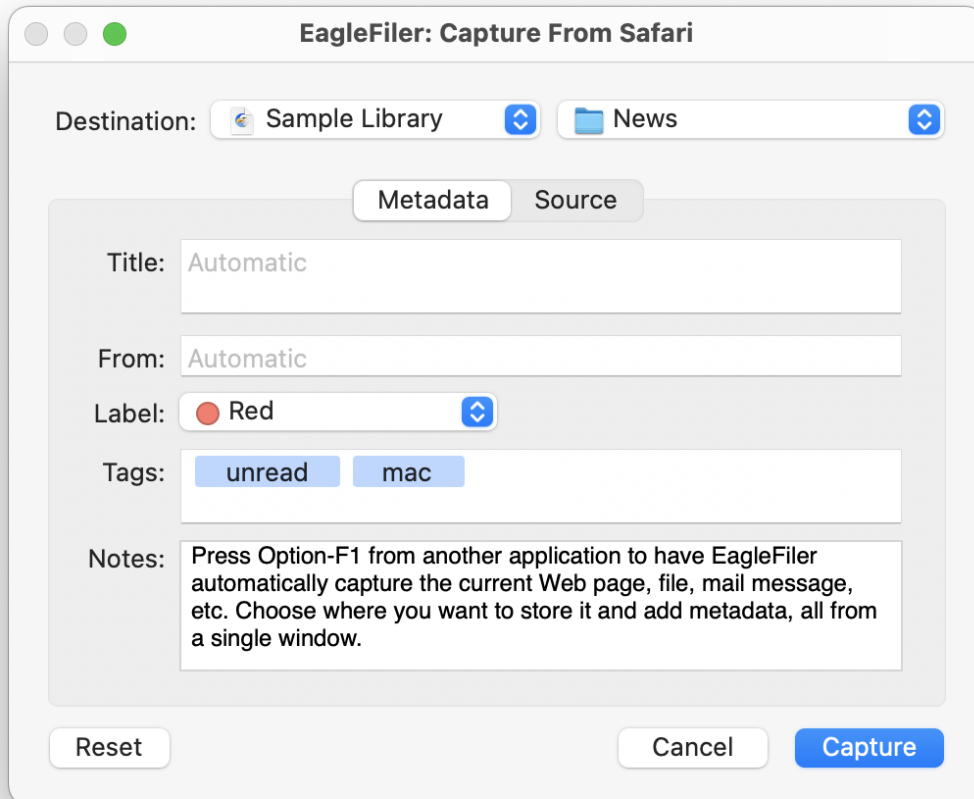 EagleFiler: Capture From Safari
Destination: Sample Library News
Metadata Source
Title: Automatic
From: Automatic
Label: Red
Tags: unread mac
Notes: Press Option-F1 from another application to have EagleFiler
automatically capture the current Web page, file, mail message,
etc. Choose where you want to store it and add metadata, all from
a single window.
Reset Cancel Capture